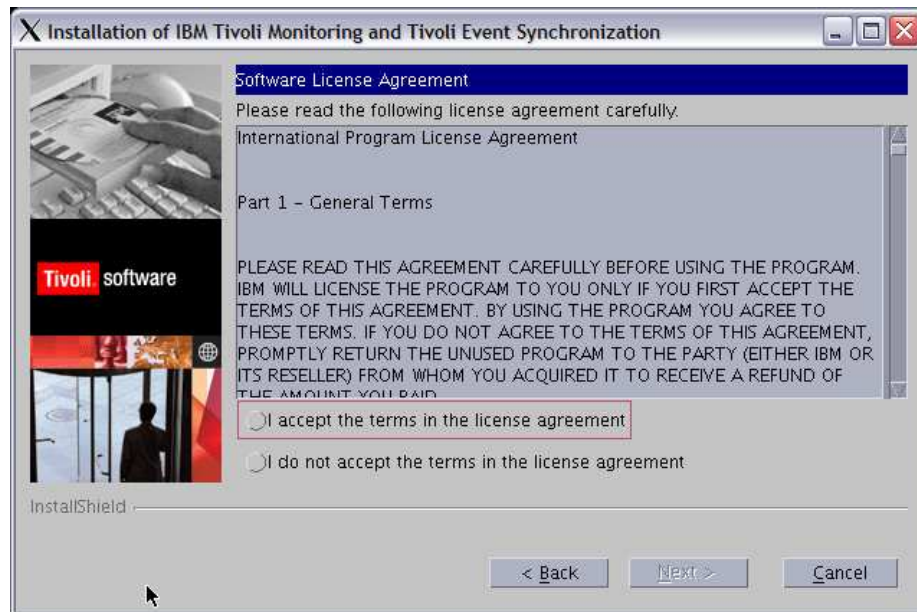 Installation of IBM Tivoli Monitoring and Tivoli Event Synchronization
Software License Agreement
Please read the following license agreement carefully.
International Program License Agreement
Part 1 – General Terms
PLEASE READ THIS AGREEMENT CAREFULLY BEFORE USING THE PROGRAM.
IBM WILL LICENSE THE PROGRAM TO YOU ONLY IF YOU FIRST ACCEPT THE
TERMS OF THIS AGREEMENT. BY USING THE PROGRAM YOU AGREE TO
THESE TERMS. IF YOU DO NOT AGREE TO THE TERMS OF THIS AGREEMENT,
PROMPTLY RETURN THE UNUSED PROGRAM TO THE PARTY (EITHER IBM OR
ITS RESELLER) FROM WHOM YOU ACQUIRED IT TO RECEIVE A REFUND OF
THE AMOUNT YOU PAID
Tivoli. software
I accept the terms in the license agreement
I do not accept the terms in the license agreement
InstallShield
< Back
Next >
Cancel